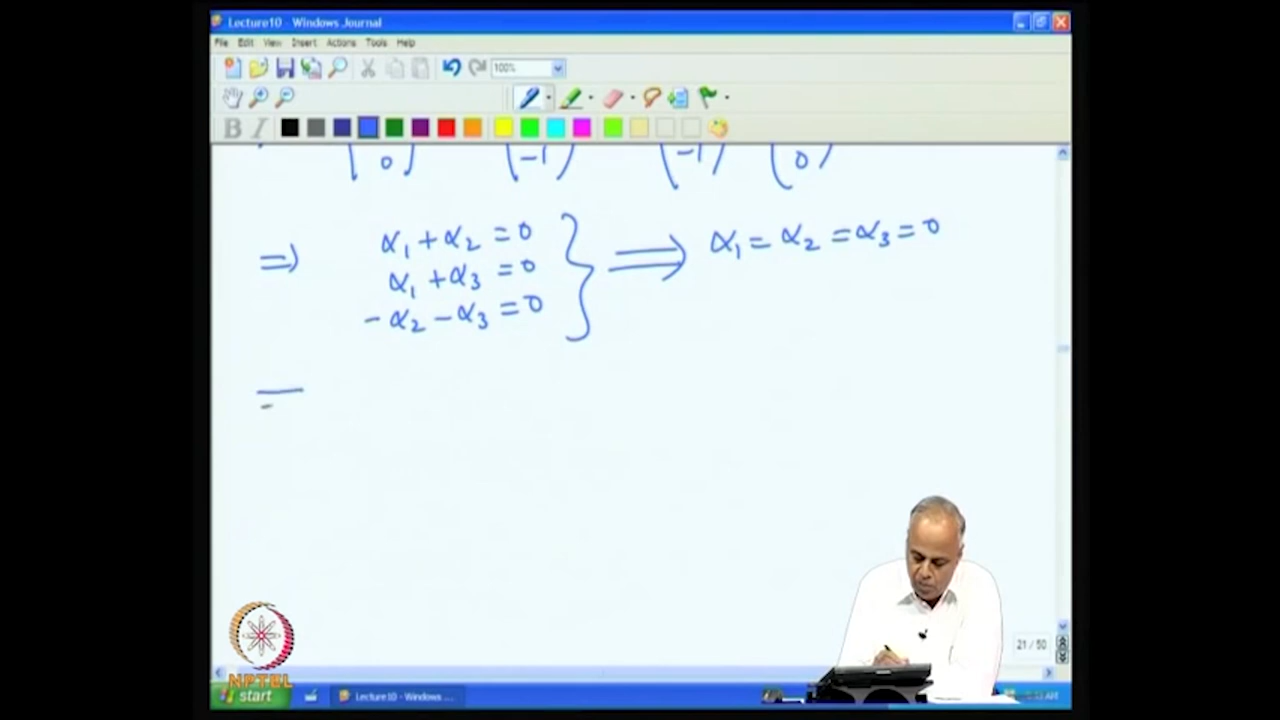 Lecture10 - Windows Journal
File Edit View Insert Actions Tools Help
100%
B I
0 -1 -1 0
⇒ α₁ + α₂ = 0
α₁ + α₃ = 0
- α₂ - α₃ = 0
⟹ α₁ = α₂ = α₃ = 0
21 / 50
NPTEL
start Lecture10 - Windows ...